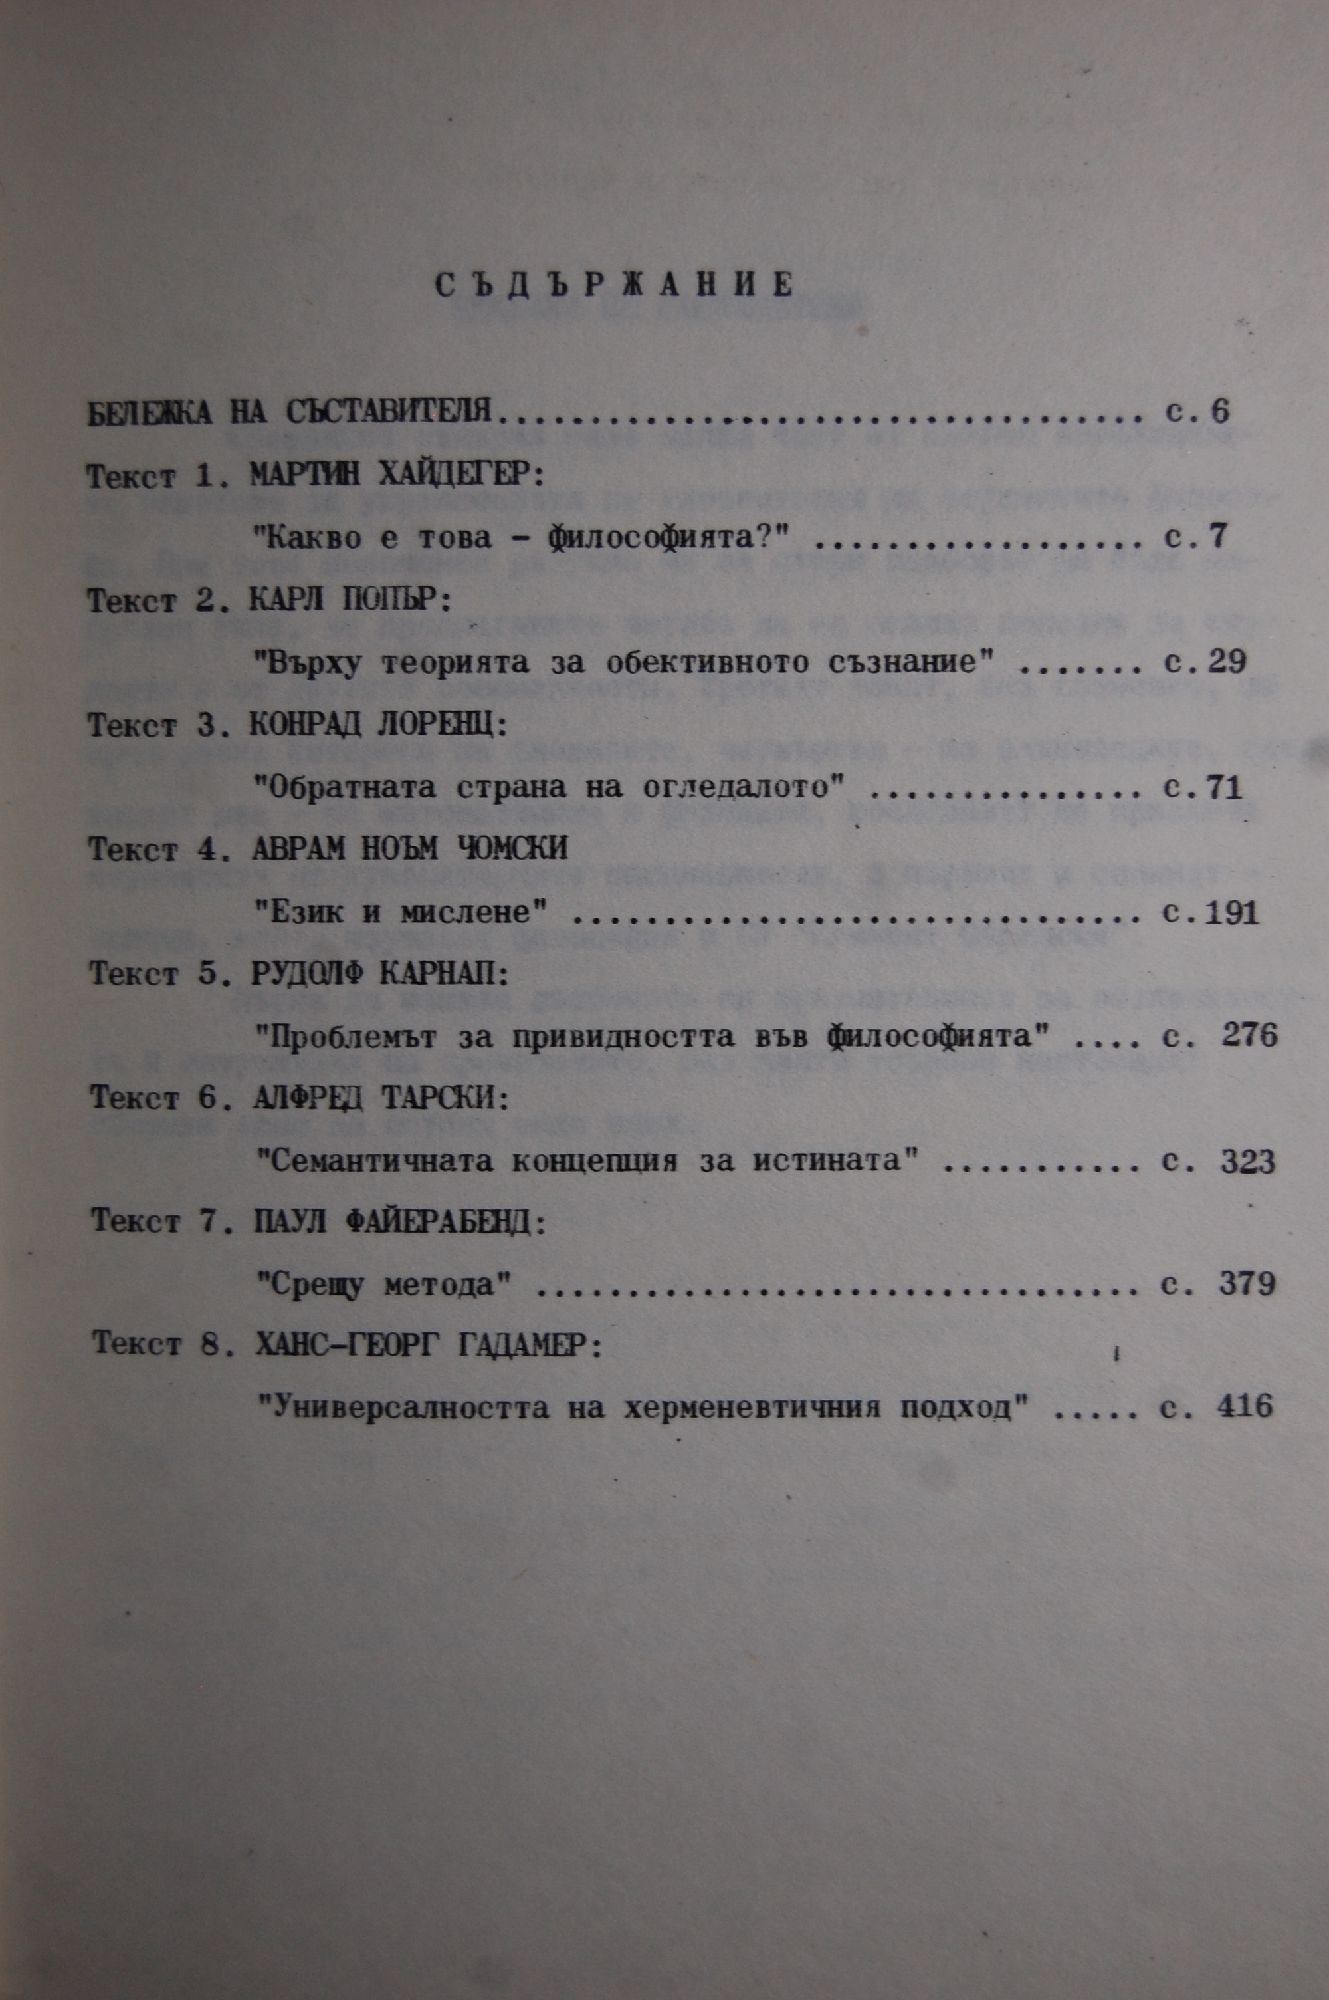 СЪДЪРЖАНИЕ
БЕЛЕЖКА НА СЪСТАВИТЕЛЯ.................................... с. 6
Текст 1. МАРТИН ХАЙДЕГЕР:
"Какво е това – философията?" .................. с. 7
Текст 2. КАРЛ ПОПЪР:
"Върху теорията за обективното съзнание" ....... с. 29
Текст 3. КОНРАД ЛОРЕНЦ:
"Обратната страна на огледалото" ............... с. 71
Текст 4. АВРАМ НОЪМ ЧОМСКИ
"Език и мислене" ............................... с. 191
Текст 5. РУДОЛФ КАРНАП:
"Проблемът за привидността във философията" .... с. 276
Текст 6. АЛФРЕД ТАРСКИ:
"Семантичната концепция за истината" ........... с. 323
Текст 7. ПАУЛ ФАЙЕРАБЕНД:
"Срещу метода" ................................. с. 379
Текст 8. ХАНС-ГЕОРГ ГАДАМЕР:
"Универсалността на херменевтичния подход" ..... с. 416